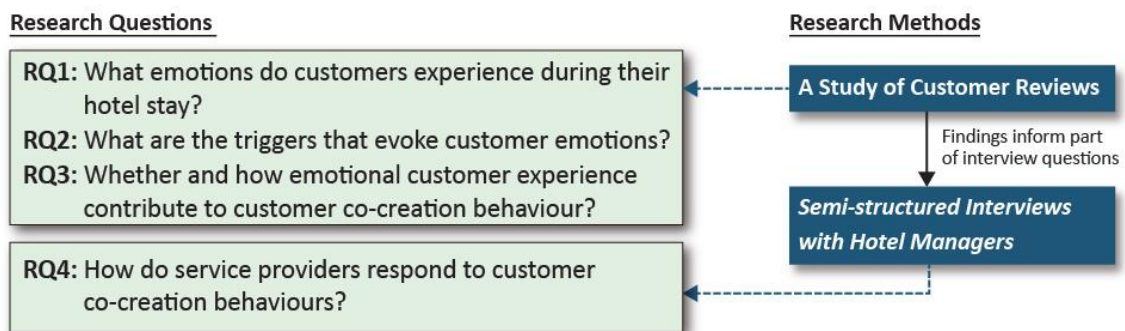 Research Questions
RQ1: What emotions do customers experience during their
hotel stay?
RQ2: What are the triggers that evoke customer emotions?
RQ3: Whether and how emotional customer experience
contribute to customer co-creation behaviour?
RQ4: How do service providers respond to customer
co-creation behaviours?
Research Methods
A Study of Customer Reviews
Findings inform part
of interview questions
Semi-structured Interviews
with Hotel Managers